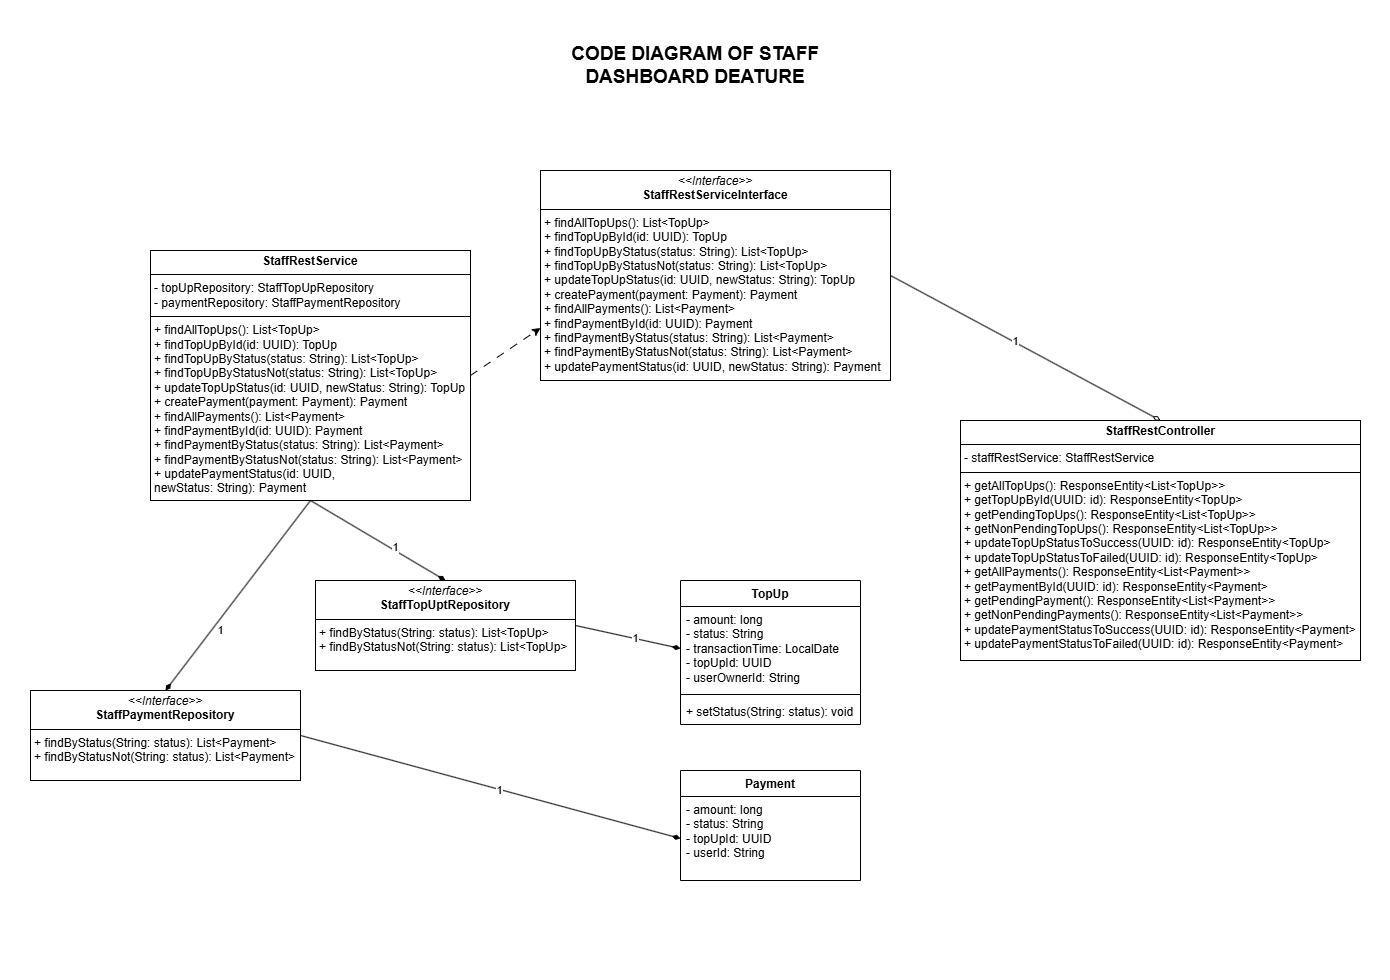 CODE DIAGRAM OF STAFF
DASHBOARD DEATURE
<<Interface>>
StaffRestServiceInterface
+ findAllTopUps(): List<TopUp>
+ findTopUpById(id: UUID): TopUp
+ findTopUpByStatus(status: String): List<TopUp>
+ findTopUpByStatusNot(status: String): List<TopUp>
+ updateTopUpStatus(id: UUID, newStatus: String): TopUp
+ createPayment(payment: Payment): Payment
+ findAllPayments(): List<Payment>
+ findPaymentById(id: UUID): Payment
+ findPaymentByStatus(status: String): List<Payment>
+ findPaymentByStatusNot(status: String): List<Payment>
+ updatePaymentStatus(id: UUID, newStatus: String): Payment
StaffRestService
- topUpRepository: StaffTopUpRepository
- paymentRepository: StaffPaymentRepository
+ findAllTopUps(): List<TopUp>
+ findTopUpById(id: UUID): TopUp
+ findTopUpByStatus(status: String): List<TopUp>
+ findTopUpByStatusNot(status: String): List<TopUp>
+ updateTopUpStatus(id: UUID, newStatus: String): TopUp
+ createPayment(payment: Payment): Payment
+ findAllPayments(): List<Payment>
+ findPaymentById(id: UUID): Payment
+ findPaymentByStatus(status: String): List<Payment>
+ findPaymentByStatusNot(status: String): List<Payment>
+ updatePaymentStatus(id: UUID,
newStatus: String): Payment
1
StaffRestController
- staffRestService: StaffRestService
+ getAllTopUps(): ResponseEntity<List<TopUp>>
+ getTopUpById(UUID: id): ResponseEntity<TopUp>
+ getPendingTopUps(): ResponseEntity<List<TopUp>>
+ getNonPendingTopUps(): ResponseEntity<List<TopUp>>
+ updateTopUpStatusToSuccess(UUID: id): ResponseEntity<TopUp>
+ updateTopUpStatusToFailed(UUID: id): ResponseEntity<TopUp>
+ getAllPayments(): ResponseEntity<List<Payment>>
+ getPaymentById(UUID: id): ResponseEntity<Payment>
+ getPendingPayment(): ResponseEntity<List<Payment>>
+ getNonPendingPayments(): ResponseEntity<List<Payment>>
+ updatePaymentStatusToSuccess(UUID: id): ResponseEntity<Payment>
+ updatePaymentStatusToFailed(UUID: id): ResponseEntity<Payment>
1
1
<<Interface>>
StaffTopUptRepository
+ findByStatus(String: status): List<TopUp>
+ findByStatusNot(String: status): List<TopUp>
1
TopUp
- amount: long
- status: String
- transactionTime: LocalDate
- topUpId: UUID
- userOwnerId: String
+ setStatus(String: status): void
<<Interface>>
StaffPaymentRepository
+ findByStatus(String: status): List<Payment>
+ findByStatusNot(String: status): List<Payment>
1
Payment
- amount: long
- status: String
- topUpId: UUID
- userId: String